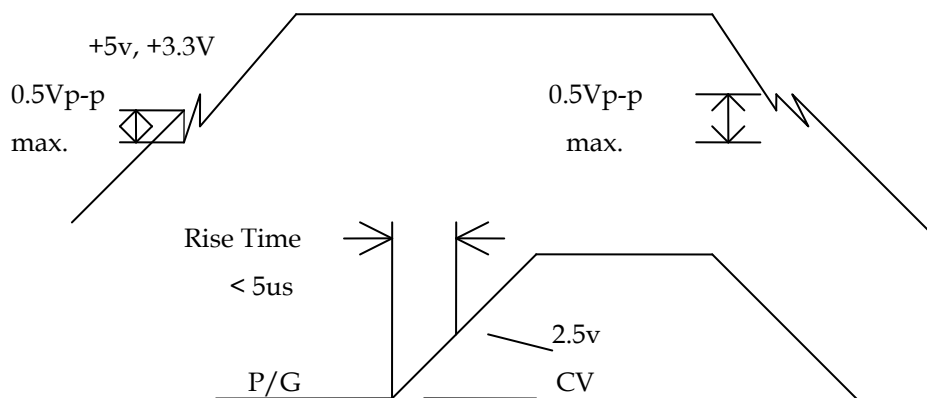 +5v, +3.3V
0.5Vp-p
max.
0.5Vp-p
max.
Rise Time
< 5us
2.5v
P/G
CV